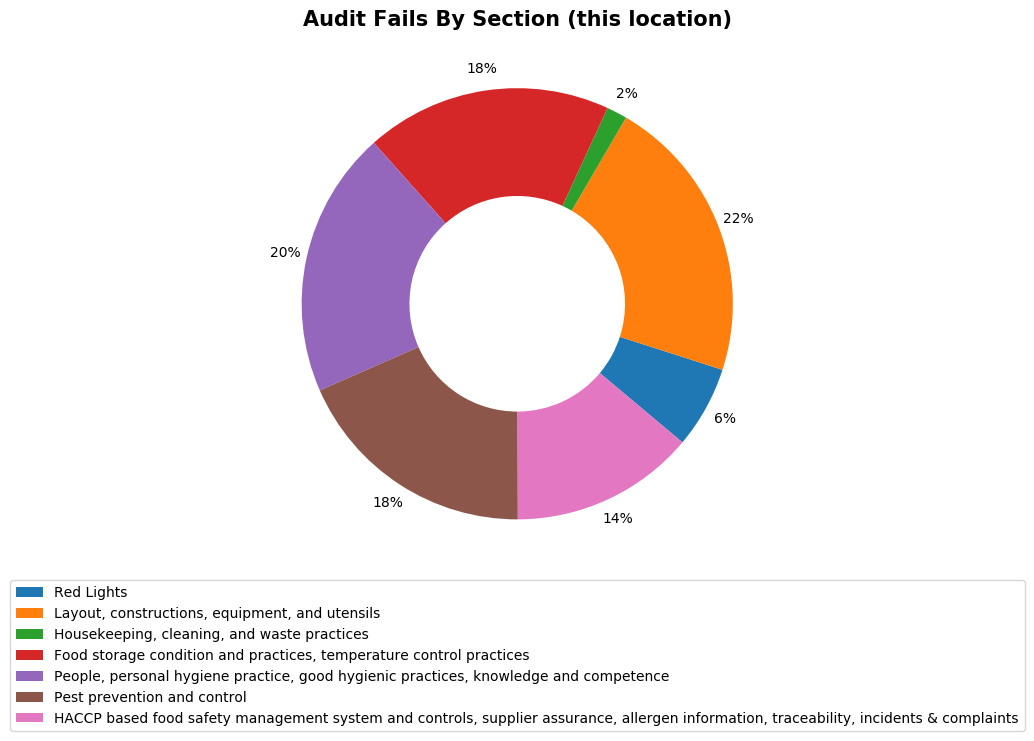 Audit Fails By Section (this location)
18%
2%
22%
20%
6%
18%
14%
Red Lights
Layout, constructions, equipment, and utensils
Housekeeping, cleaning, and waste practices
Food storage condition and practices, temperature control practices
People, personal hygiene practice, good hygienic practices, knowledge and competence
Pest prevention and control
HACCP based food safety management system and controls, supplier assurance, allergen information, traceability, incidents & complaints